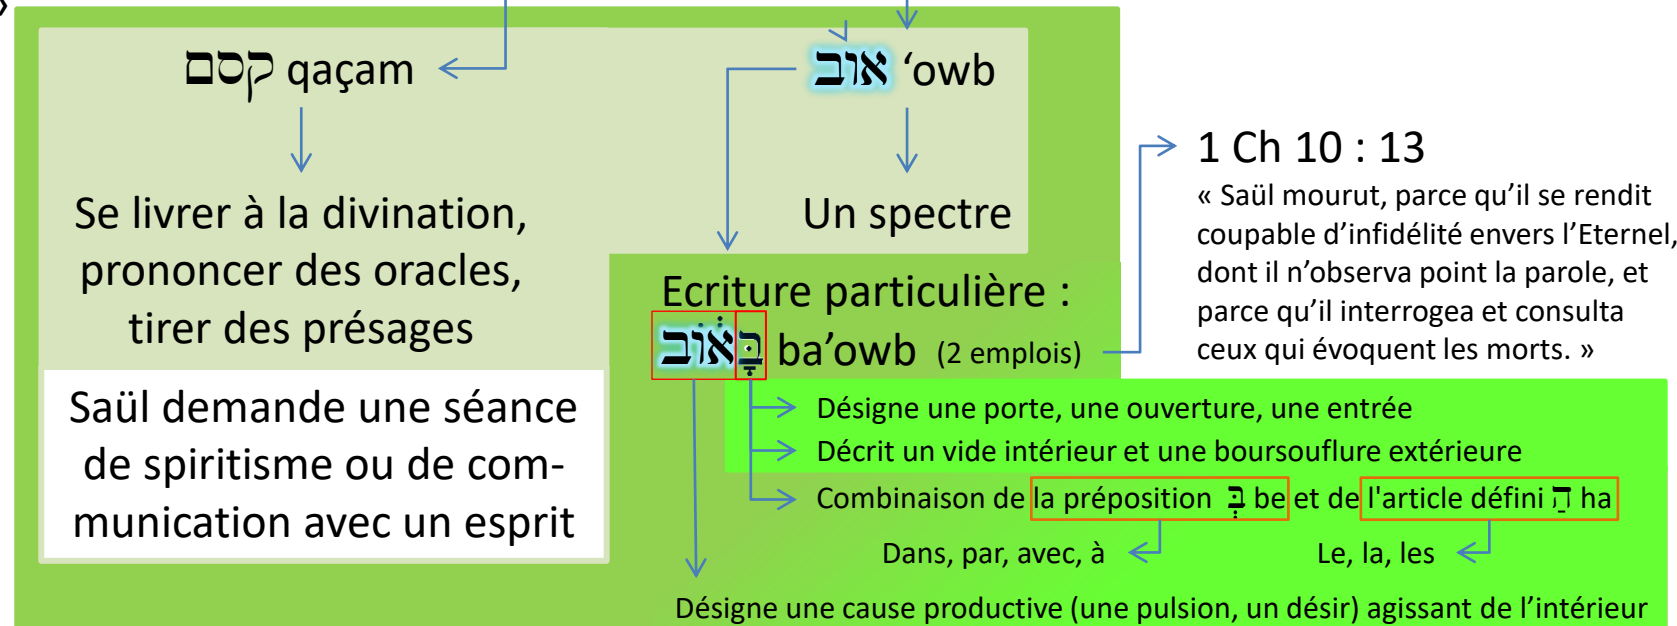 »
קסם qaçam
אוב ‘owb
Se livrer à la divination,
prononcer des oracles,
tirer des présages
Un spectre
Saül demande une séance
de spiritisme ou de com-
munication avec un esprit
Ecriture particulière :
בָּאוֹב ba’owb (2 emplois)
1 Ch 10 : 13
« Saül mourut, parce qu’il se rendit
coupable d’infidélité envers l’Eternel,
dont il n’observa point la parole, et
parce qu’il interrogea et consulta
ceux qui évoquent les morts. »
Désigne une porte, une ouverture, une entrée
Décrit un vide intérieur et une boursouflure extérieure
Combinaison de la préposition בְּ be et de l'article défini הַ ha
Dans, par, avec, à
Le, la, les
Désigne une cause productive (une pulsion, un désir) agissant de l’intérieur